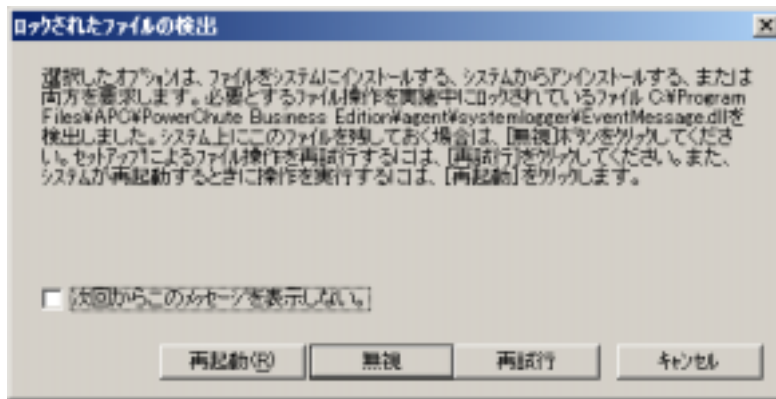 ロックされたファイルの検出
選択したオプションは、ファイルをシステムにインストールする、システムからアンインストールする、または
両方を要求します。必要とするファイル操作を実施中にロックされているファイル C:¥Program
Files¥APC¥PowerChute Business Edition¥agent¥systemlogger¥EventMessage.dllを
検出しました。システム上にこのファイルを残しておく場合は、[無視]ボタンをクリックしてくださ
い。セットアップによるファイル操作を再試行するには、[再試行]をクリックしてください。また、
システムが再起動するときに操作を実行するには、[再起動]をクリックします。
次回からこのメッセージを表示しない。
再起動(R)
無視
再試行
キャンセル